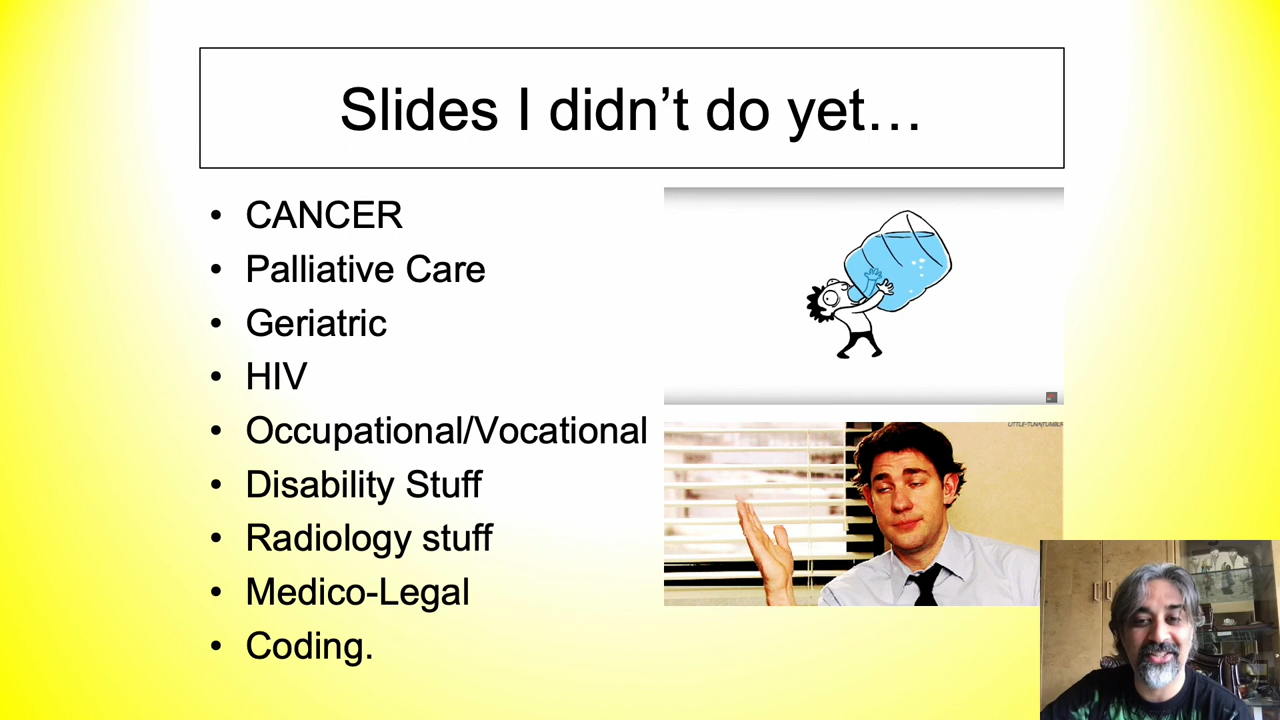 Slides I didn’t do yet…
• CANCER
• Palliative Care
• Geriatric
• HIV
• Occupational/Vocational
• Disability Stuff
• Radiology stuff
• Medico-Legal
• Coding.